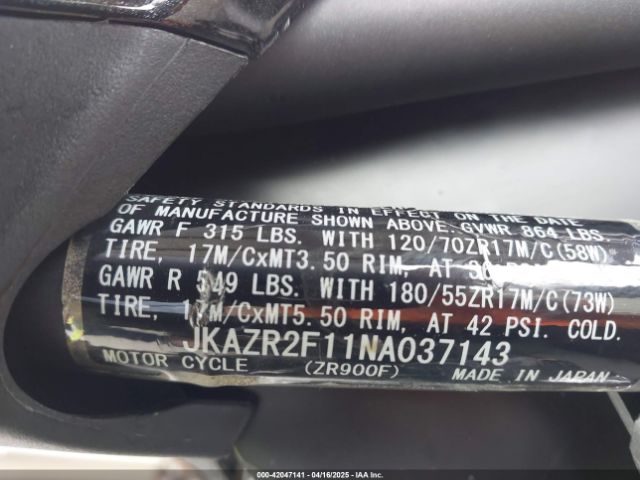 SAFETY STANDARDS IN EFFECT ON THE DATE
OF MANUFACTURE SHOWN ABOVE. GVWR 864 LBS.
GAWR F 315 LBS. WITH 120/70ZR17M/C(58W)
TIRE, 17M/CxMT3.50 RIM, AT
GAWR R 549 LBS. WITH 180/55ZR17M/C(73W)
TIRE, 17M/CxMT5.50 RIM, AT 42 PSI. COLD.
JKAZR2F11NA037143
MOTOR CYCLE (ZR900F) MADE IN JAPAN
000-42047141 - 04/16/2025 - IAA Inc.